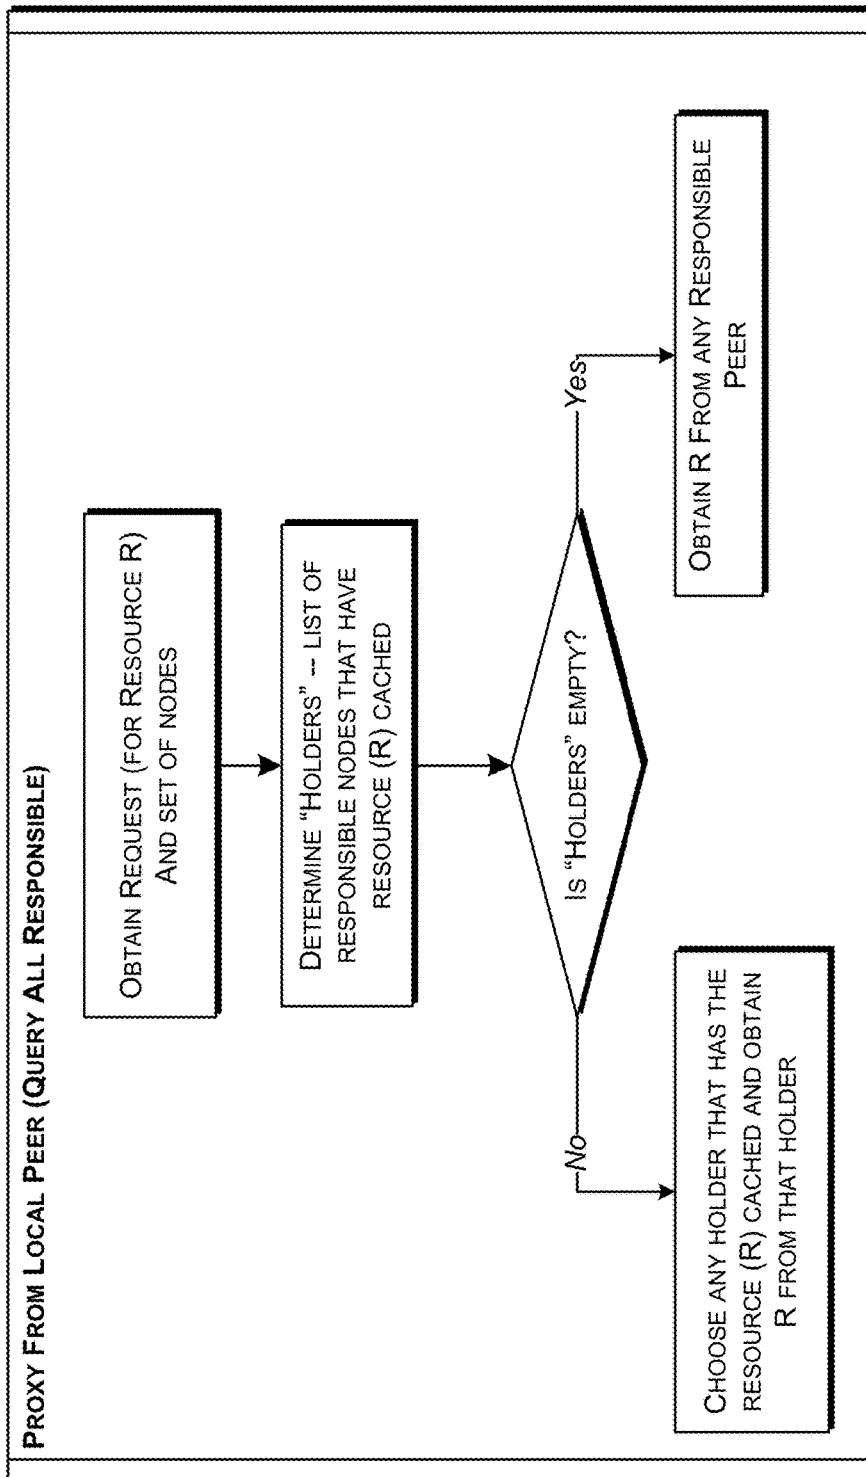 PROXY FROM LOCAL PEER (QUERY ALL RESPONSIBLE)
OBTAIN REQUEST (FOR RESOURCE R)
AND SET OF NODES
DETERMINE “HOLDERS” -- LIST OF
RESPONSIBLE NODES THAT HAVE
RESOURCE (R) CACHED
IS “HOLDERS” EMPTY?
No
Yes
CHOOSE ANY HOLDER THAT HAS THE
RESOURCE (R) CACHED AND OBTAIN
R FROM THAT HOLDER
OBTAIN R FROM ANY RESPONSIBLE
PEER